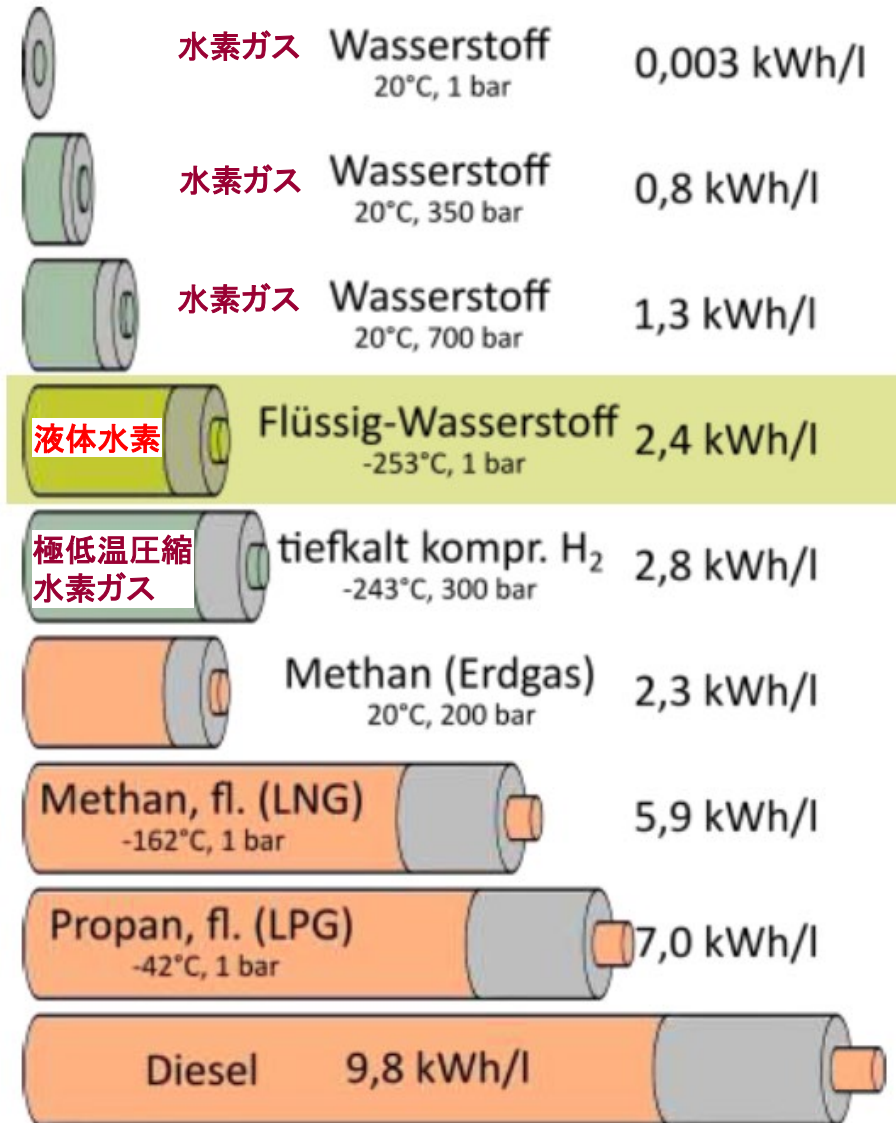 水素ガス Wasserstoff 0,003 kWh/l
20°C, 1 bar
水素ガス Wasserstoff 0,8 kWh/l
20°C, 350 bar
水素ガス Wasserstoff 1,3 kWh/l
20°C, 700 bar
液体水素 Flüssig-Wasserstoff 2,4 kWh/l
-253°C, 1 bar
極低温圧縮 tiefkalt kompr. H₂ 2,8 kWh/l
水素ガス -243°C, 300 bar
Methan (Erdgas) 2,3 kWh/l
20°C, 200 bar
Methan, fl. (LNG) 5,9 kWh/l
-162°C, 1 bar
Propan, fl. (LPG) 7,0 kWh/l
-42°C, 1 bar
Diesel 9,8 kWh/l